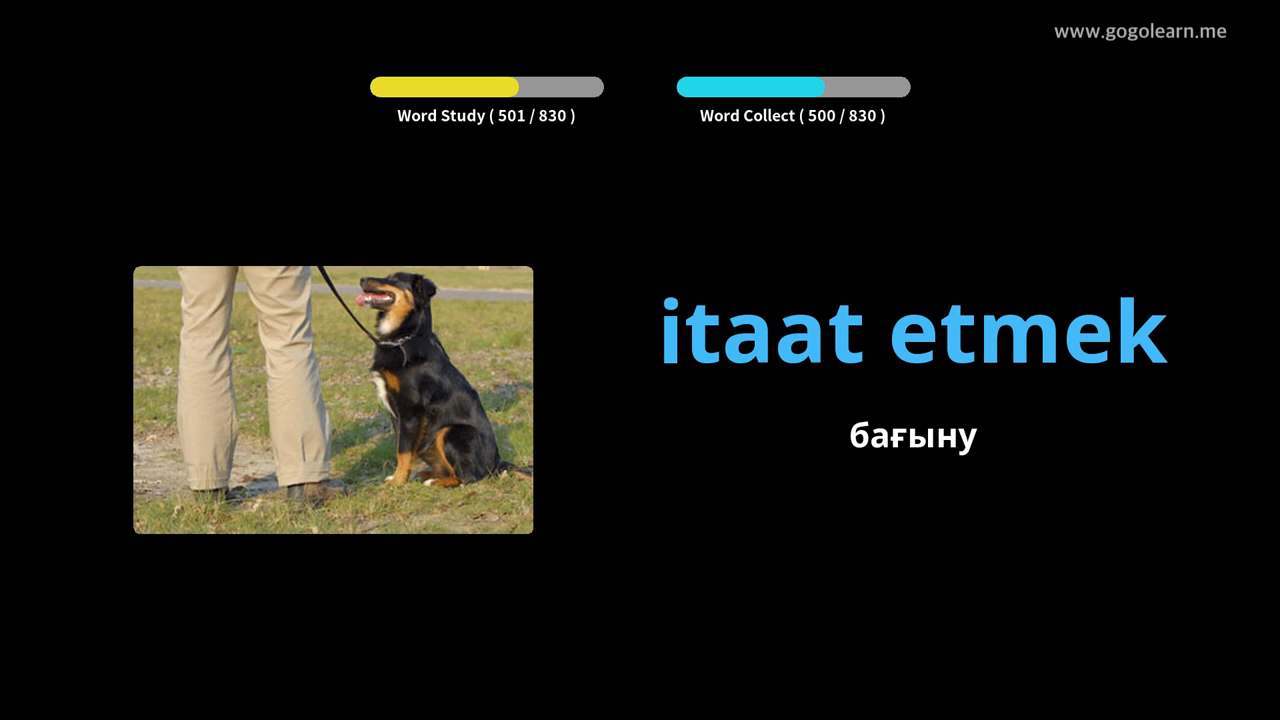 www.gogolearn.me
Word Study ( 501 / 830 )
Word Collect ( 500 / 830 )
itaat etmek
бағыну